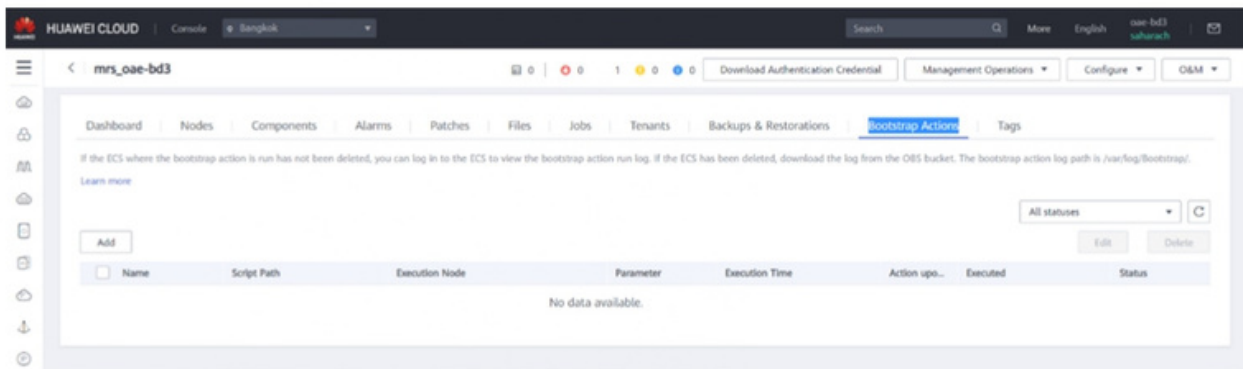 HUAWEI
HUAWEI CLOUD Console Bangkok Search More English oae-bd3
saharach
mrs_oae-bd3 0 0 1 0 0 Download Authentication Credential Management Operations Configure O&M
Dashboard Nodes Components Alarms Patches Files Jobs Tenants Backups & Restorations Bootstrap Actions Tags
If the ECS where the bootstrap action is run has not been deleted, you can log in to the ECS to view the bootstrap action run log. If the ECS has been deleted, download the log from the OBS bucket. The bootstrap action log path is /var/log/Bootstrap/.
Learn more
All statuses
Add Edit Delete
Name Script Path Execution Node Parameter Execution Time Action upo... Executed Status
No data available.